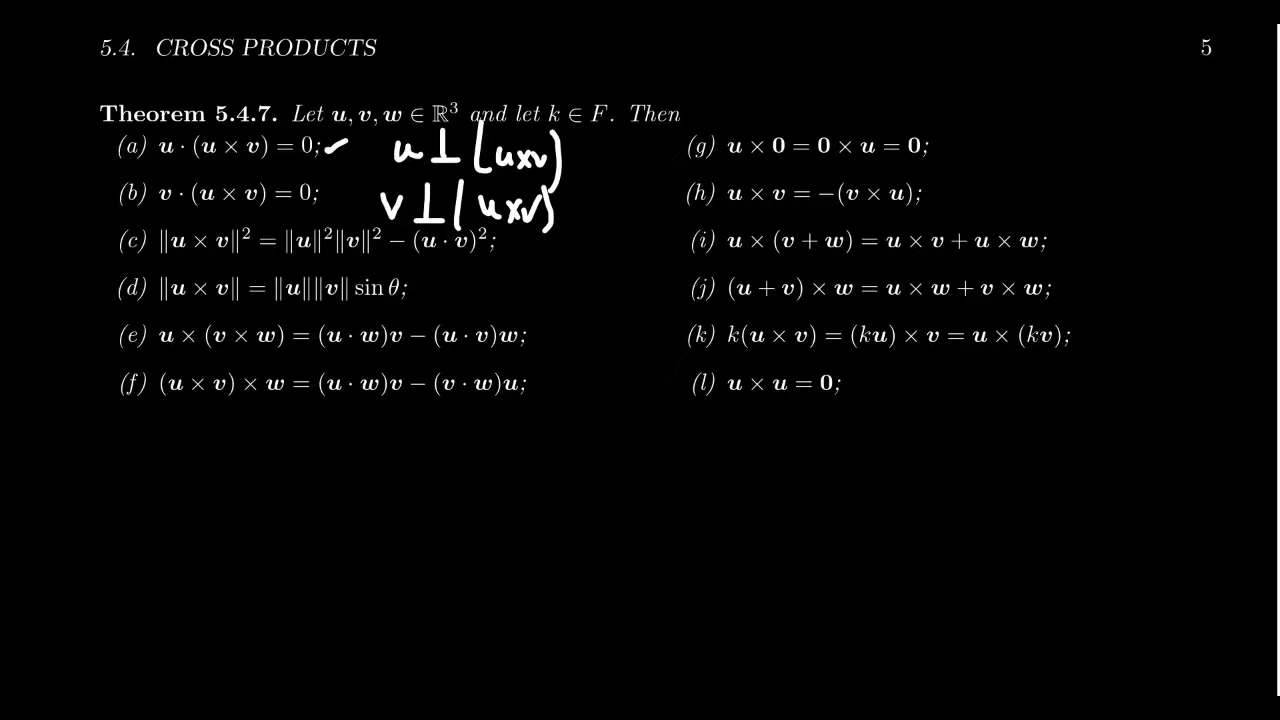 5.4. CROSS PRODUCTS 5
Theorem 5.4.7. Let u, v, w ∈ ℝ³ and let k ∈ F. Then
(a) u · (u × v) = 0; ✓ u ⊥ (u×v)
(b) v · (u × v) = 0; v ⊥ (u×v)
(c) ‖u × v‖² = ‖u‖²‖v‖² − (u · v)²;
(d) ‖u × v‖ = ‖u‖‖v‖ sin θ;
(e) u × (v × w) = (u · w)v − (u · v)w;
(f) (u × v) × w = (u · w)v − (v · w)u;
(g) u × 0 = 0 × u = 0;
(h) u × v = −(v × u);
(i) u × (v + w) = u × v + u × w;
(j) (u + v) × w = u × w + v × w;
(k) k(u × v) = (ku) × v = u × (kv);
(l) u × u = 0;